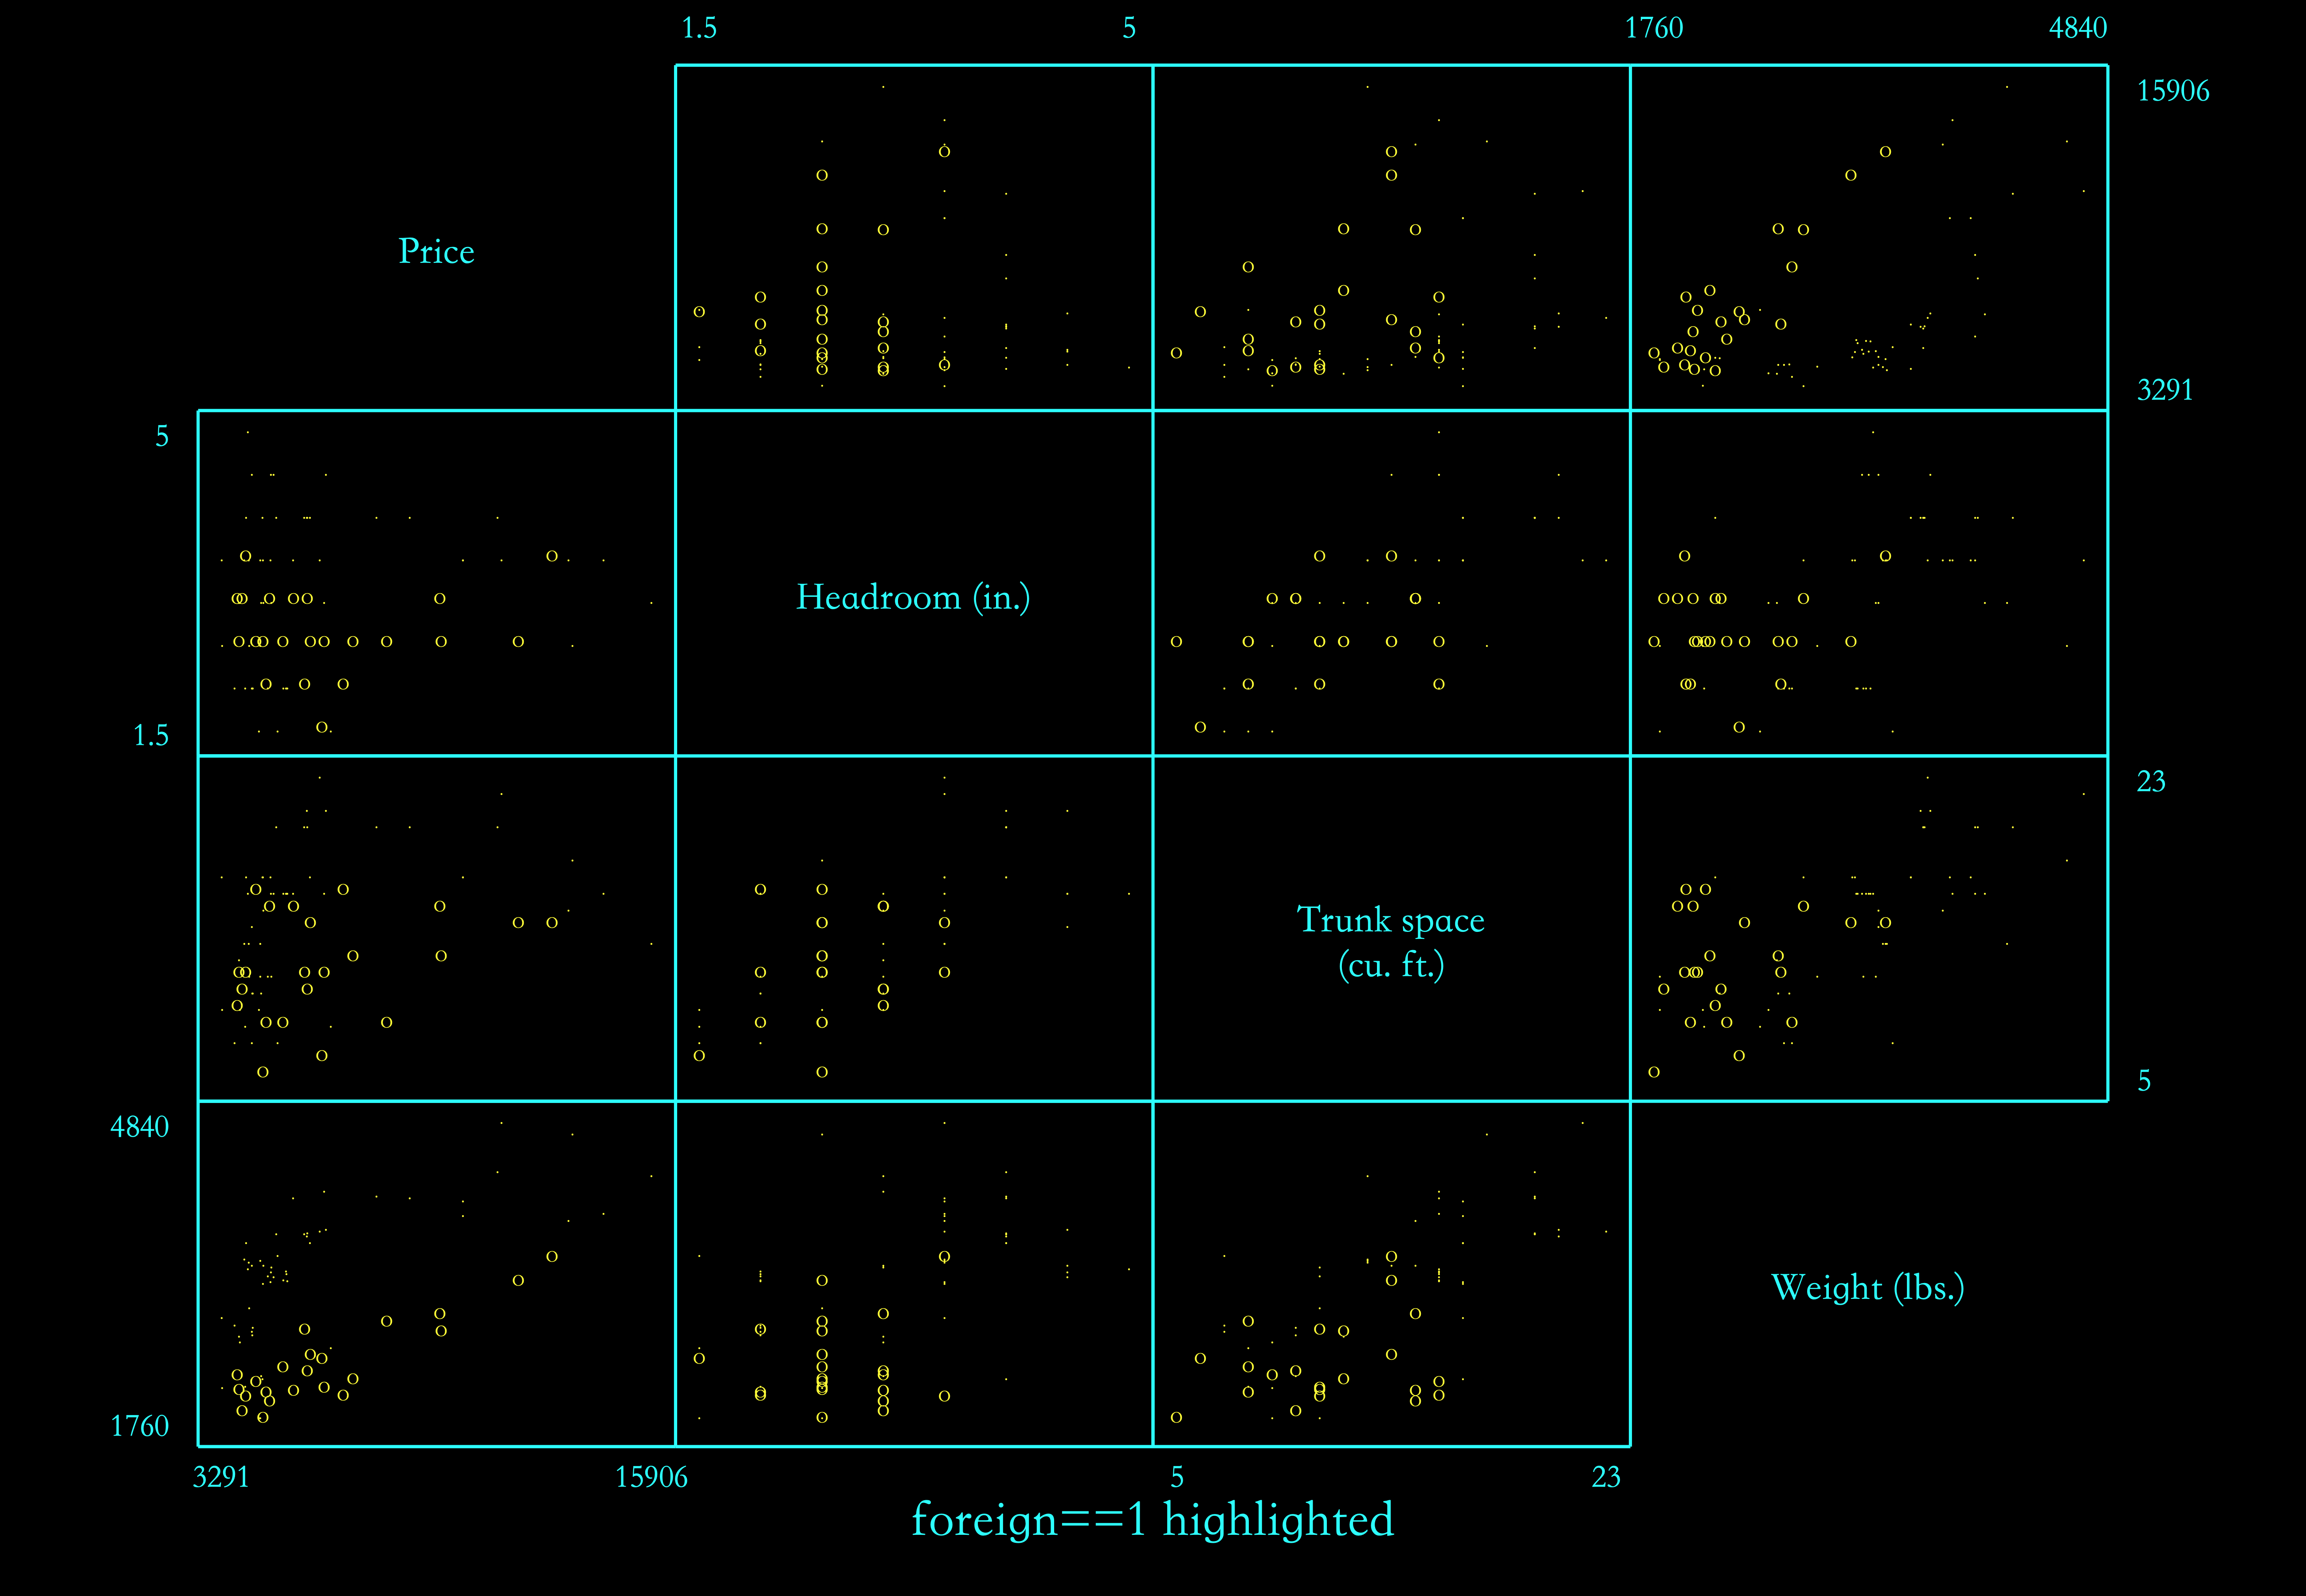 1.5 5 1760 4840
15906
Price
3291
5
Headroom (in.)
1.5
23
Trunk space
(cu. ft.)
5
4840
Weight (lbs.)
1760
3291 15906 5 23
foreign==1 highlighted